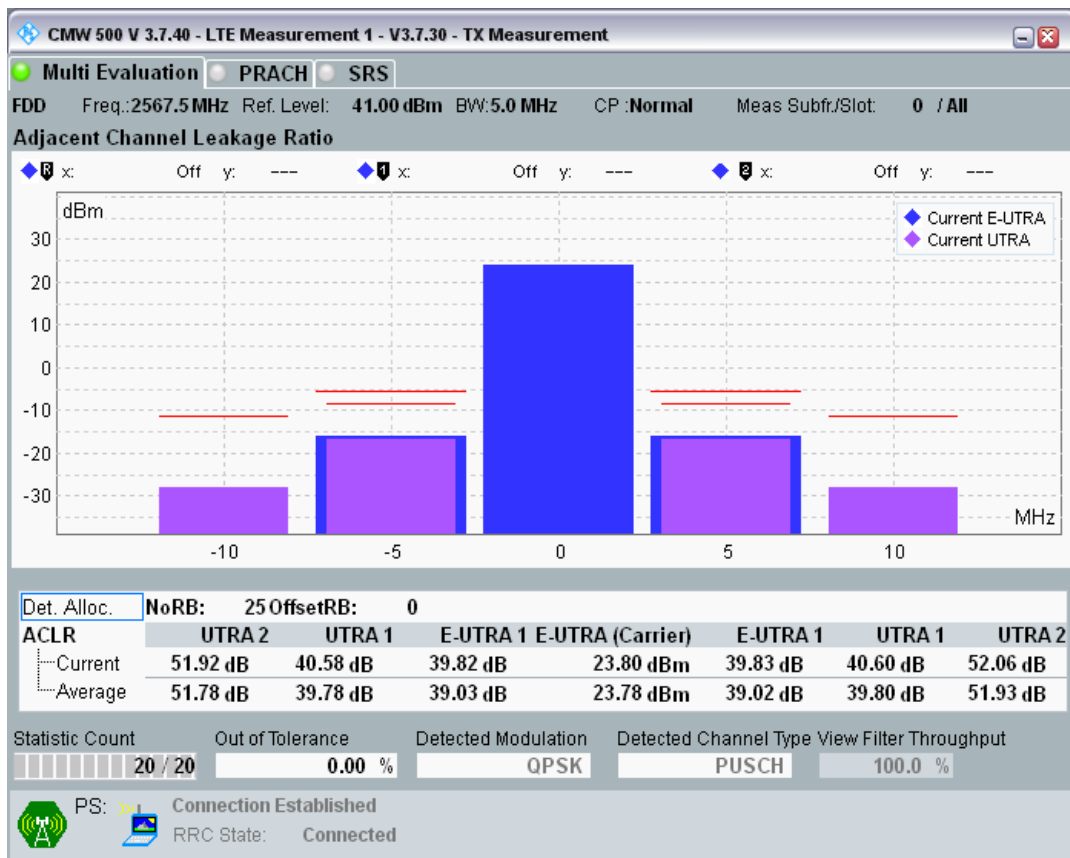 CMW 500 V 3.7.40 - LTE Measurement 1 - V3.7.30 - TX Measurement
Multi Evaluation PRACH SRS
FDD Freq.:2567.5 MHz Ref. Level: 41.00 dBm BW:5.0 MHz CP :Normal Meas Subfr./Slot: 0 / All
Adjacent Channel Leakage Ratio
R x: Off y: --- 1 x: Off y: --- 2 x: Off y: ---
dBm
Current E-UTRA
Current UTRA
30
20
10
0
-10
-20
-30
MHz
-10 -5 0 5 10
Det. Alloc. NoRB: 25 OffsetRB: 0
ACLR UTRA 2 UTRA 1 E-UTRA 1 E-UTRA (Carrier) E-UTRA 1 UTRA 1 UTRA 2
Current 51.92 dB 40.58 dB 39.82 dB 23.80 dBm 39.83 dB 40.60 dB 52.06 dB
Average 51.78 dB 39.78 dB 39.03 dB 23.78 dBm 39.02 dB 39.80 dB 51.93 dB
Statistic Count Out of Tolerance Detected Modulation Detected Channel Type View Filter Throughput
20 / 20 0.00 % QPSK PUSCH 100.0 %
PS: Connection Established
RRC State: Connected